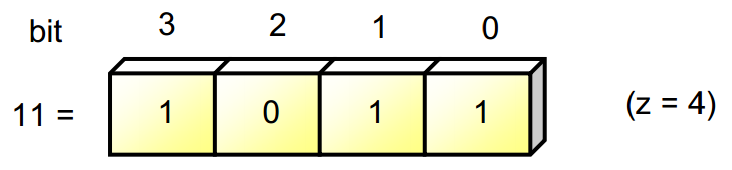 bit 3 2 1 0
11 = 1 0 1 1 (z = 4)